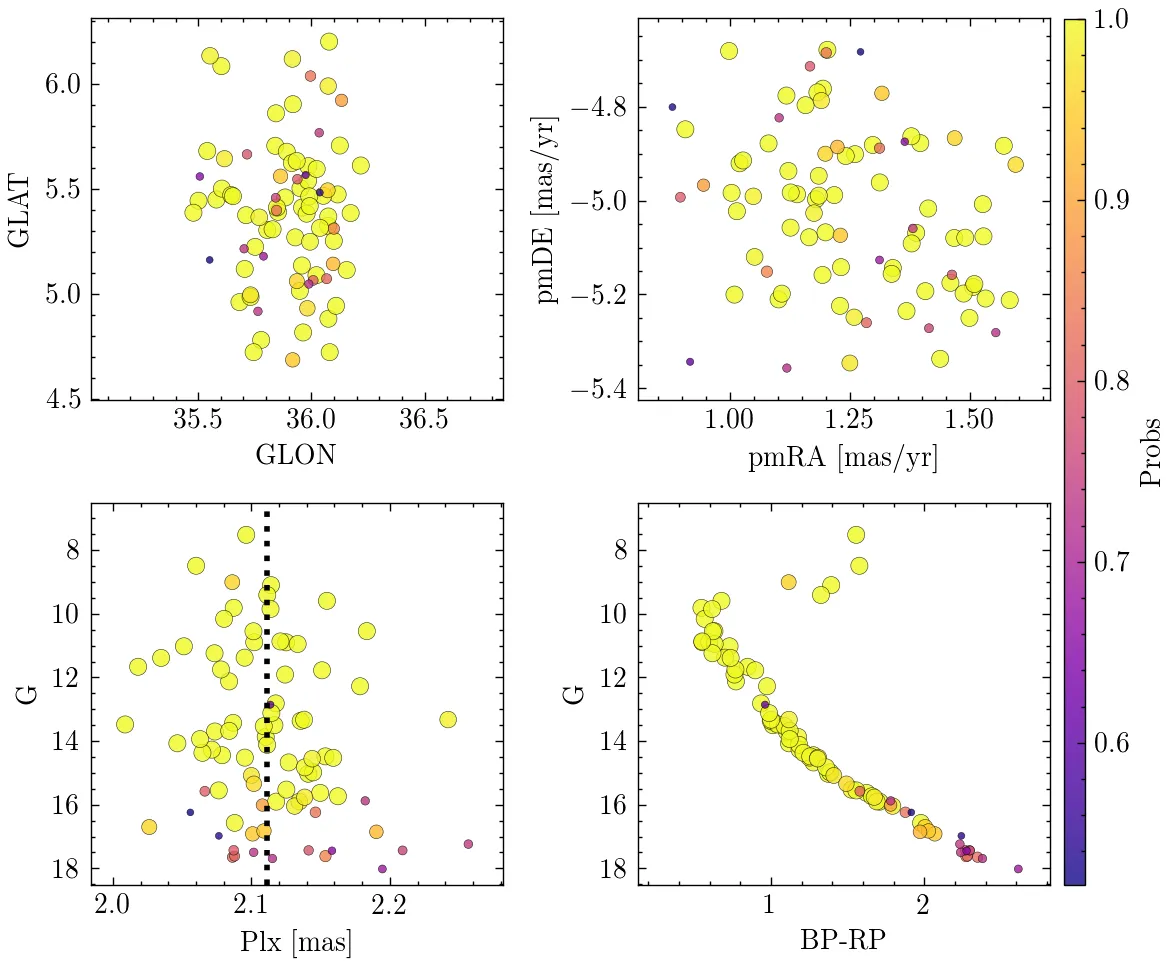 6.0
5.5
5.0
4.5
GLAT
35.5 36.0 36.5
GLON
−4.8
−5.0
−5.2
−5.4
pmDE [mas/yr]
1.00 1.25 1.50
pmRA [mas/yr]
1.0
0.9
0.8
0.7
0.6
Probs
8
10
12
14
16
18
G
2.0 2.1 2.2
Plx [mas]
8
10
12
14
16
18
G
1 2
BP-RP